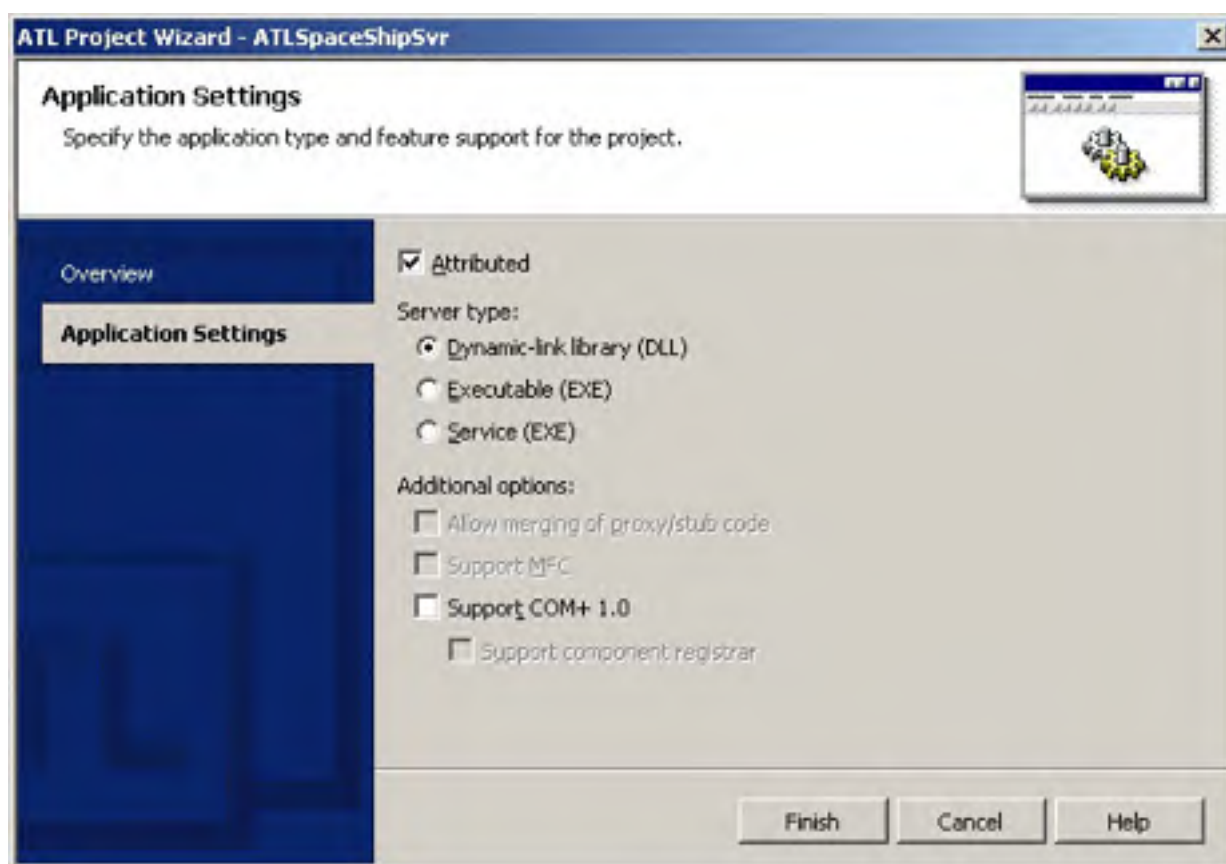 ATL Project Wizard - ATLSpaceShipSvr
Application Settings
Specify the application type and feature support for the project.
Overview
Application Settings
Attributed
Server type:
Dynamic-link library (DLL)
Executable (EXE)
Service (EXE)
Additional options:
Allow merging of proxy/stub code
Support MFC
Support COM+ 1.0
Support component registrar
Finish Cancel Help